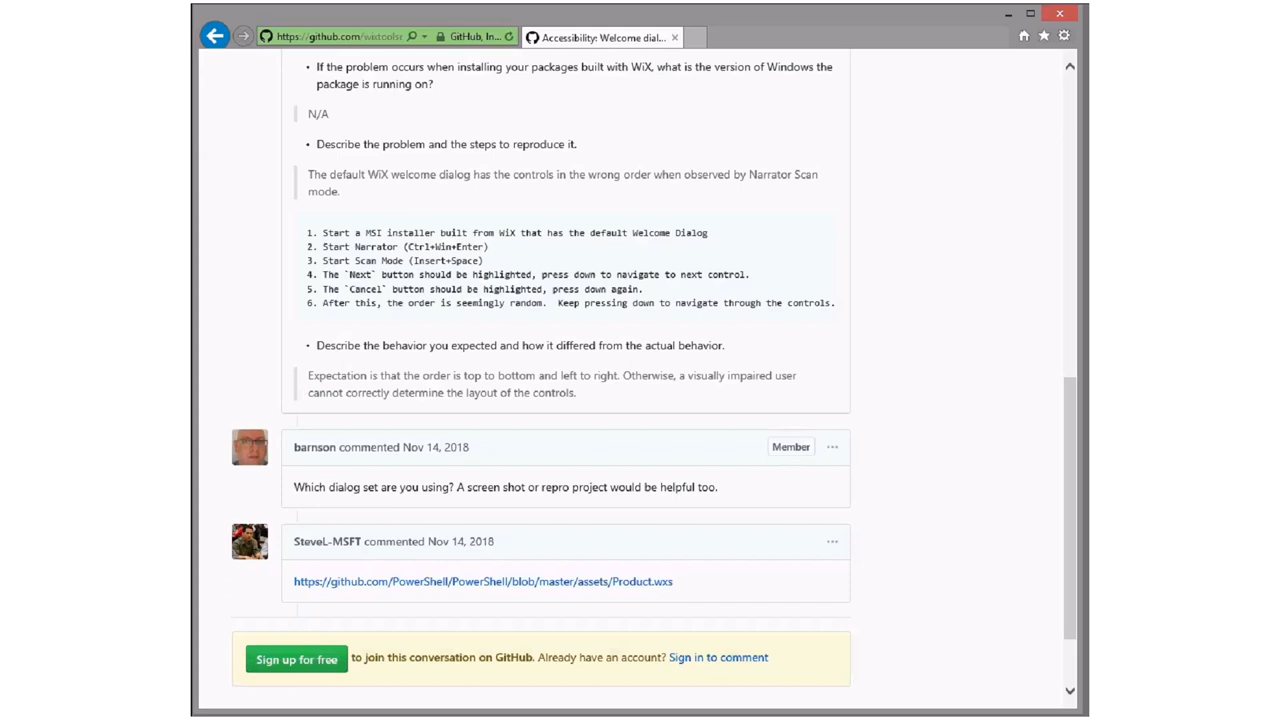 https://github.com/wixtoolse
GitHub, In...
Accessibility: Welcome dial...
• If the problem occurs when installing your packages built with WiX, what is the version of Windows the
package is running on?
N/A
• Describe the problem and the steps to reproduce it.
The default WiX welcome dialog has the controls in the wrong order when observed by Narrator Scan
mode.
1. Start a MSI installer built from WiX that has the default Welcome Dialog
2. Start Narrator (Ctrl+Win+Enter)
3. Start Scan Mode (Insert+Space)
4. The `Next` button should be highlighted, press down to navigate to next control.
5. The `Cancel` button should be highlighted, press down again.
6. After this, the order is seemingly random.  Keep pressing down to navigate through the controls.
• Describe the behavior you expected and how it differed from the actual behavior.
Expectation is that the order is top to bottom and left to right. Otherwise, a visually impaired user
cannot correctly determine the layout of the controls.
barnson commented Nov 14, 2018
Member
Which dialog set are you using? A screen shot or repro project would be helpful too.
SteveL-MSFT commented Nov 14, 2018
https://github.com/PowerShell/PowerShell/blob/master/assets/Product.wxs
Sign up for free to join this conversation on GitHub. Already have an account? Sign in to comment